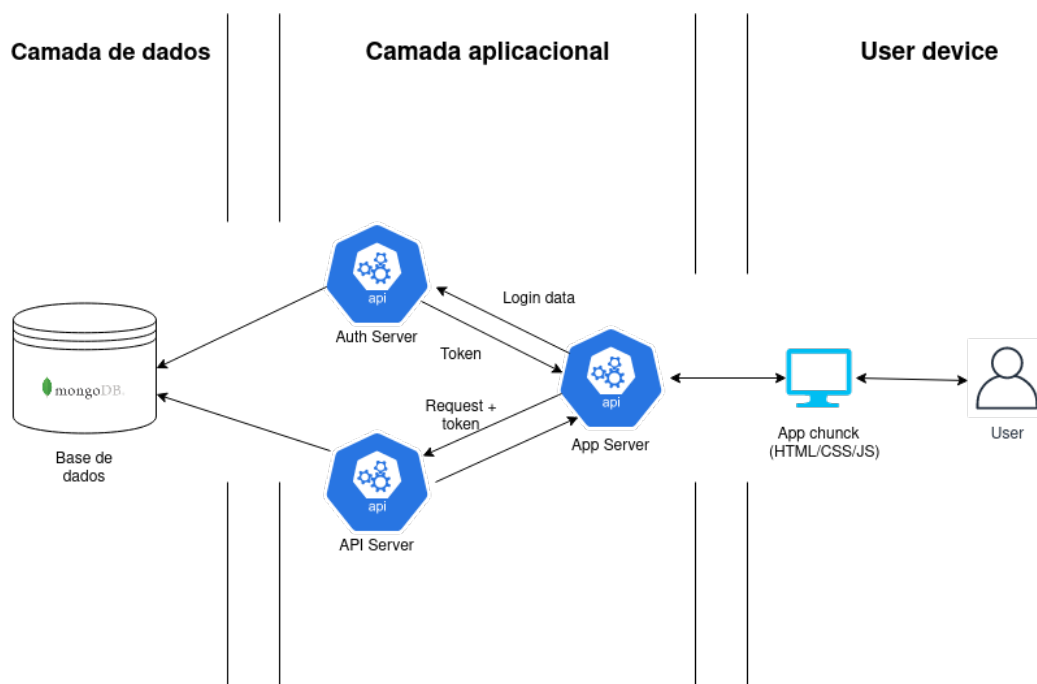 Camada de dados
Camada aplicacional
User device
api
Auth Server
Login data
Token
mongoDB.
Base de
dados
api
App Server
Request +
token
api
API Server
App chunck
(HTML/CSS/JS)
User